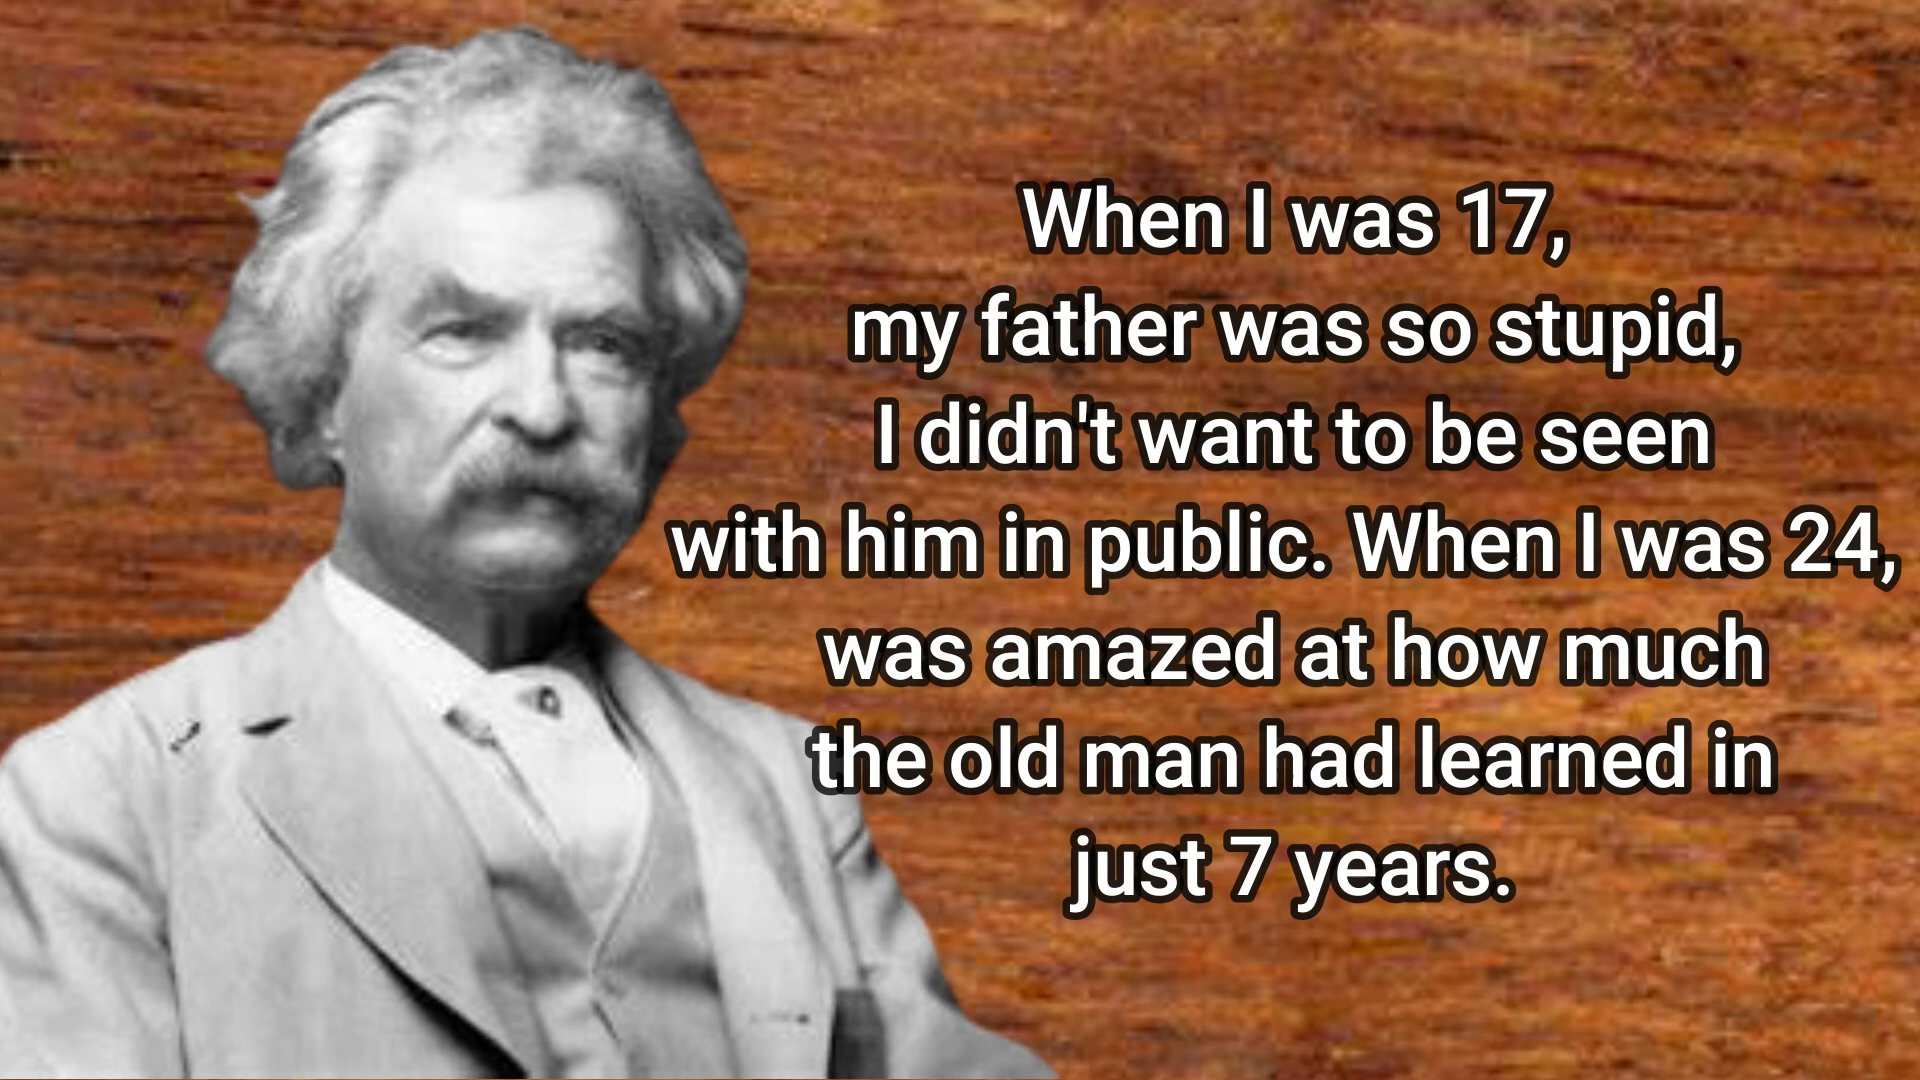 When I was 17,
my father was so stupid,
I didn't want to be seen
with him in public. When I was 24,
was amazed at how much
the old man had learned in
just 7 years.